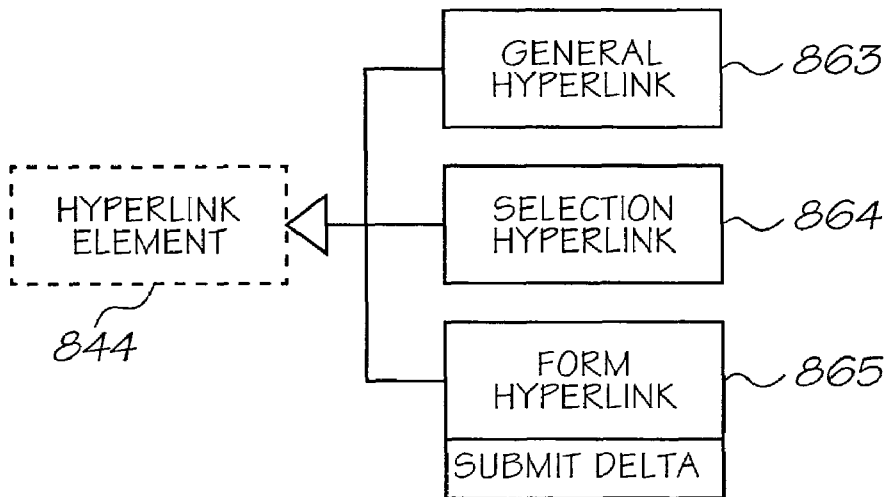 GENERAL
HYPERLINK
863
HYPERLINK
ELEMENT
844
SELECTION
HYPERLINK
864
FORM
HYPERLINK
865
SUBMIT DELTA